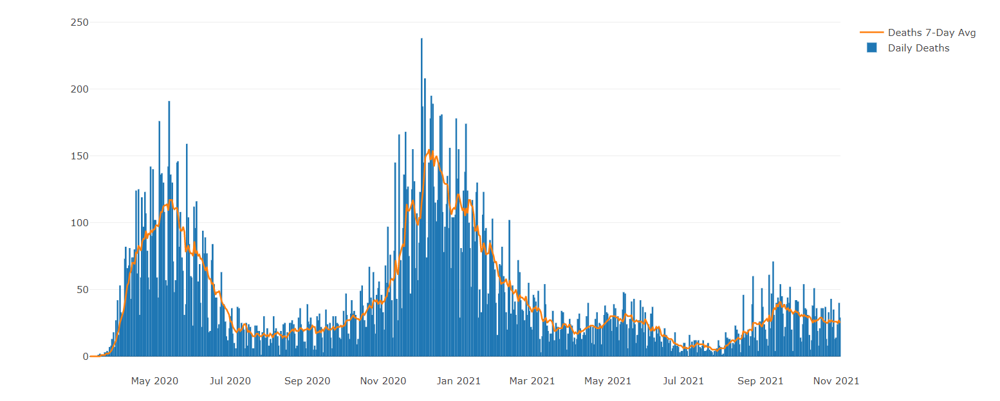 250
200
150
100
50
0
May 2020
Jul 2020
Sep 2020
Nov 2020
Jan 2021
Mar 2021
May 2021
Jul 2021
Sep 2021
Nov 2021
Deaths 7-Day Avg
Daily Deaths